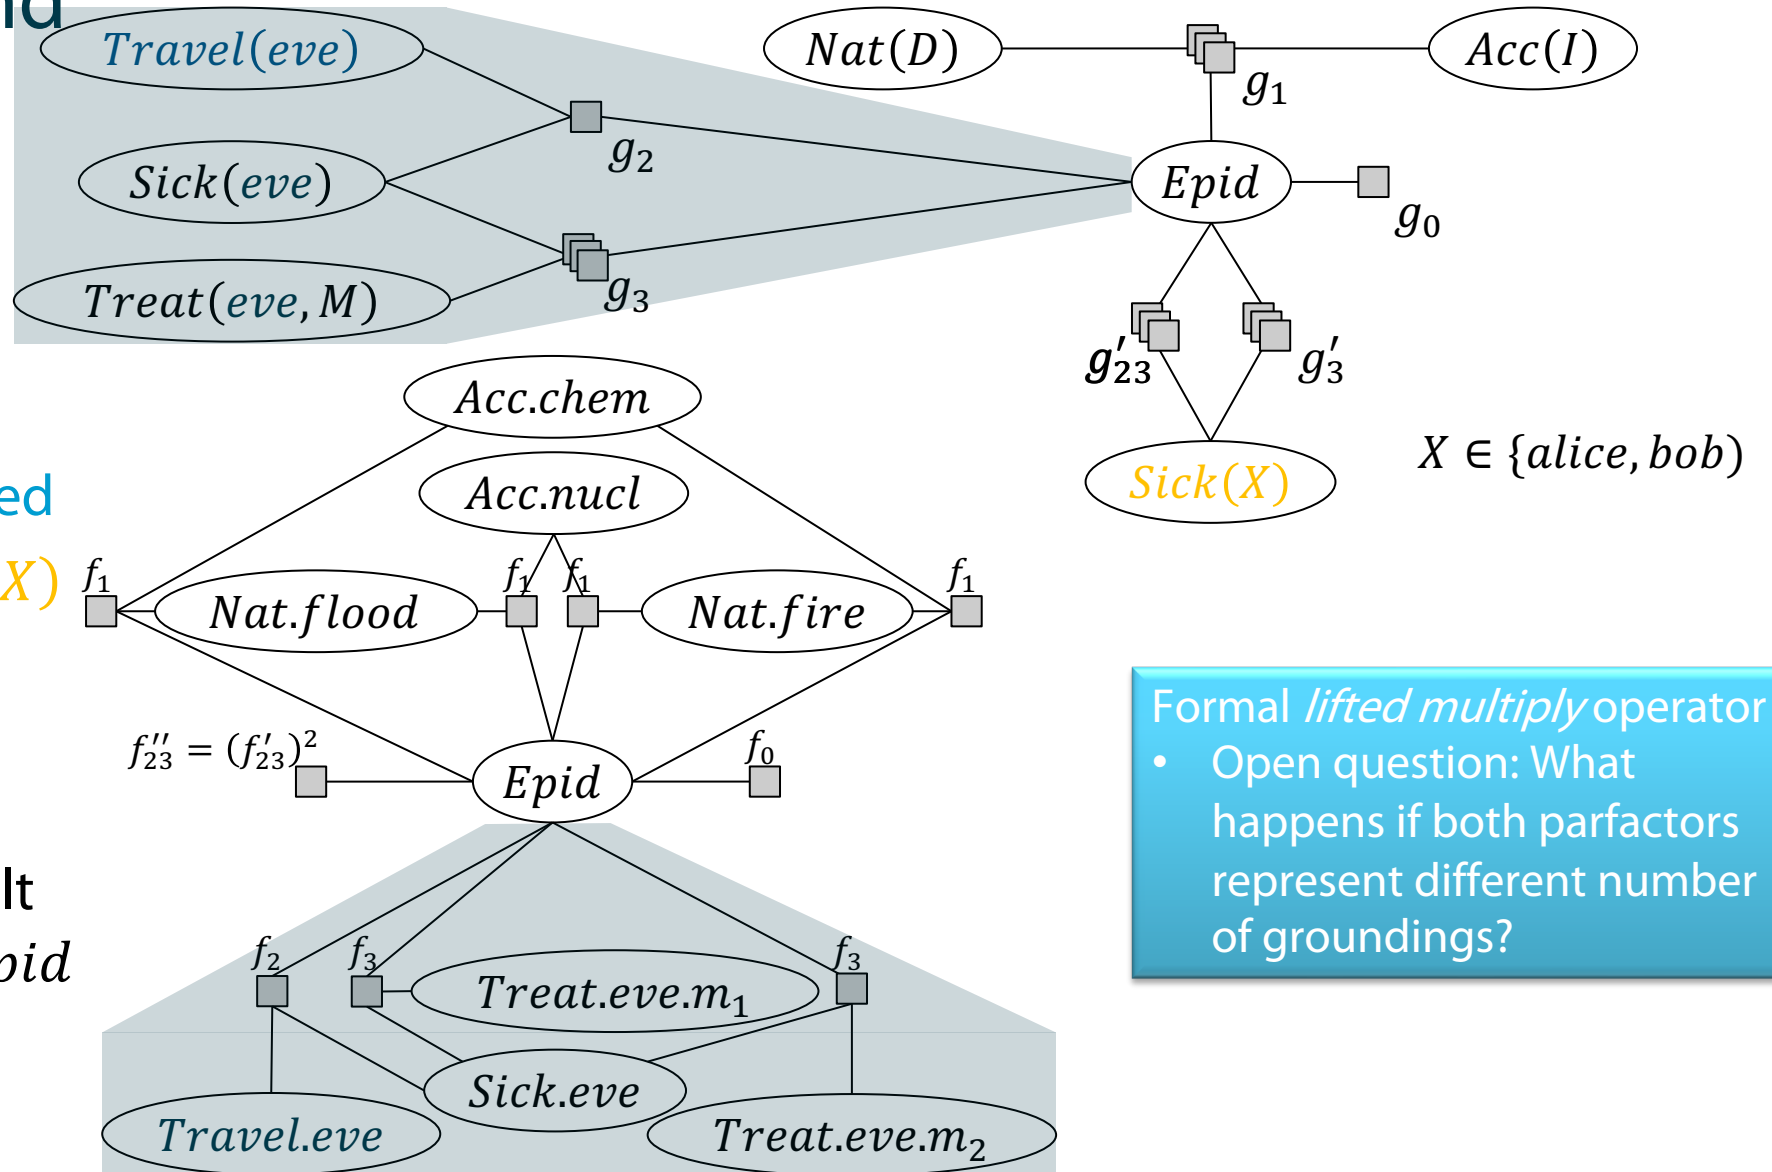 nd
Travel(eve)
Nat(D)
Acc(I)
g₁
g₂
Sick(eve)
Epid
g₀
Treat(eve, M)
g₃
g′₂₃
g′₃
Sick(X)
X ∈ {alice, bob)
Acc.chem
Acc.nucl
ed
X)
f₁
f₁
f₁
f₁
Nat.flood
Nat.fire
f″₂₃ = (f′₂₃)²
f₀
Epid
Formal lifted multiply operator
• Open question: What
happens if both parfactors
represent different number
of groundings?
lt
pid
f₂
f₃
f₃
Treat.eve.m₁
Sick.eve
Travel.eve
Treat.eve.m₂